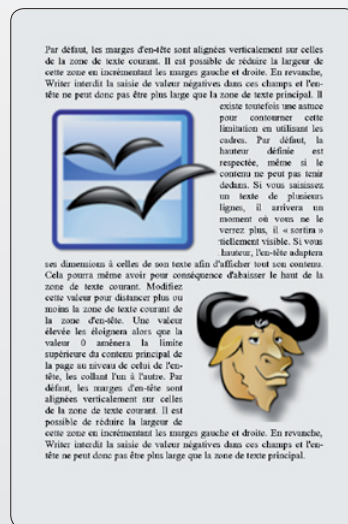 Par défaut, les marges d'en-tête sont alignées verticalement sur celles
de la zone de texte courant. Il est possible de réduire la largeur de
cette zone en incrémentant les marges gauche et droite. En revanche,
Writer interdit la saisie de valeur négatives dans ces champs et l'en-
tête ne peut donc pas être plus large que la zone de texte principal. Il
existe toutefois une astuce
pour contourner cette
limitation en utilisant les
cadres. Par défaut, la
hauteur définie est
respectée, même si le
contenu ne peut pas tenir
dedans. Si vous saisissez
un texte de plusieurs
lignes, il arrivera un
moment où vous ne le
verrez plus, il « sortira »
tiellement visible. Si vous
hauteur, l'en-tête adaptera
ses dimensions à celles de son texte afin d'afficher tout son contenu.
Cela pourra même avoir pour conséquence d'abaisser le haut de la
zone de texte courant. Modifiez
cette valeur pour distancer plus ou
moins la zone de texte courant de
la zone d'en-tête. Une valeur
élevée les éloignera alors que la
valeur 0 amènera la limite
supérieure du contenu principal de
la page au niveau de celui de l'en-
tête, les collant l'un à l'autre. Par
défaut, les marges d'en-tête sont
alignées verticalement sur celles
de la zone de texte courant. Il est
possible de réduire la largeur de
cette zone en incrémentant les marges gauche et droite. En revanche,
Writer interdit la saisie de valeur négatives dans ces champs et l'en-
tête ne peut donc pas être plus large que la zone de texte principal.